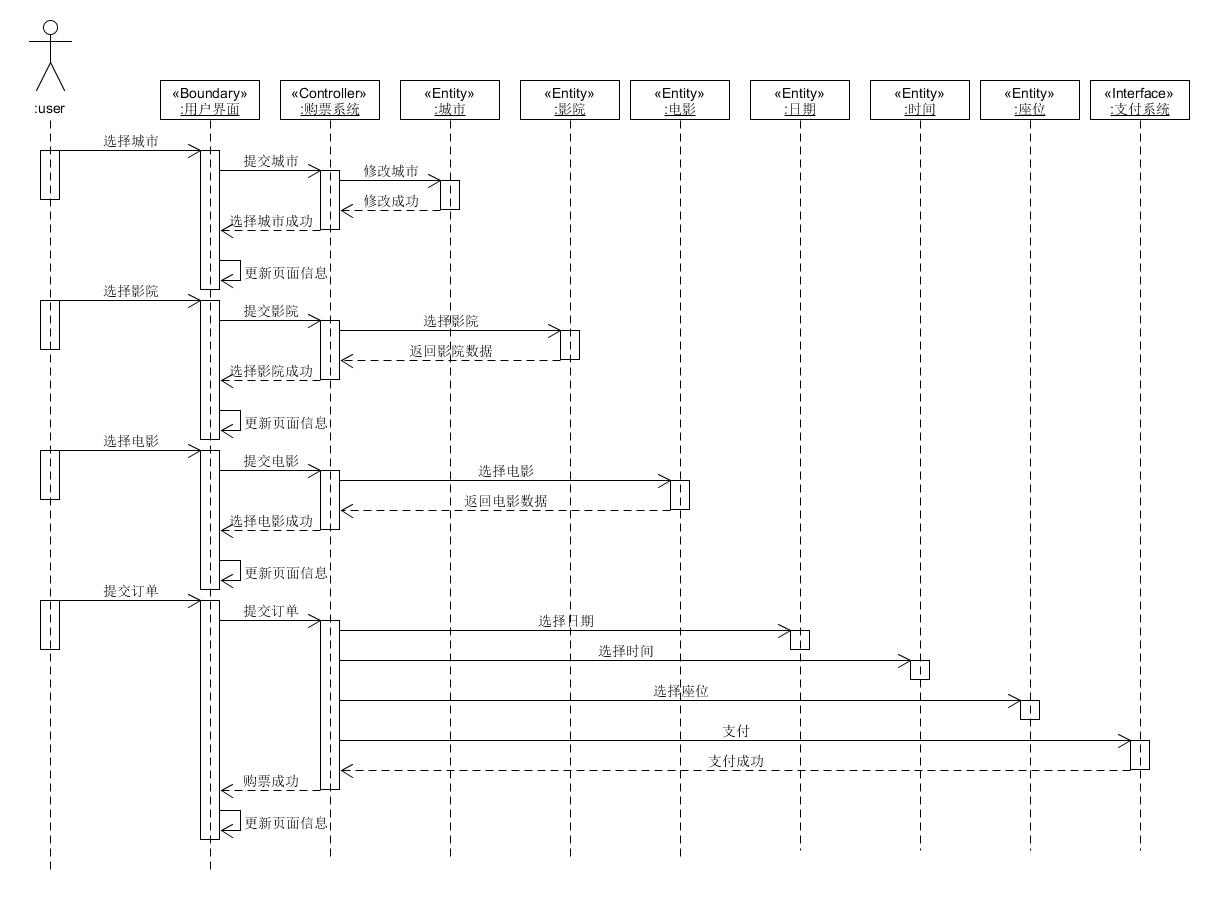 :user
«Boundary»
:用户界面
«Controller»
:购票系统
«Entity»
:城市
«Entity»
:影院
«Entity»
:电影
«Entity»
:日期
«Entity»
:时间
«Entity»
:座位
«Interface»
:支付系统
选择城市
提交城市
修改城市
修改成功
选择城市成功
更新页面信息
选择影院
提交影院
选择影院
返回影院数据
选择影院成功
更新页面信息
选择电影
提交电影
选择电影
返回电影数据
选择电影成功
更新页面信息
提交订单
提交订单
选择日期
选择时间
选择座位
支付
支付成功
购票成功
更新页面信息